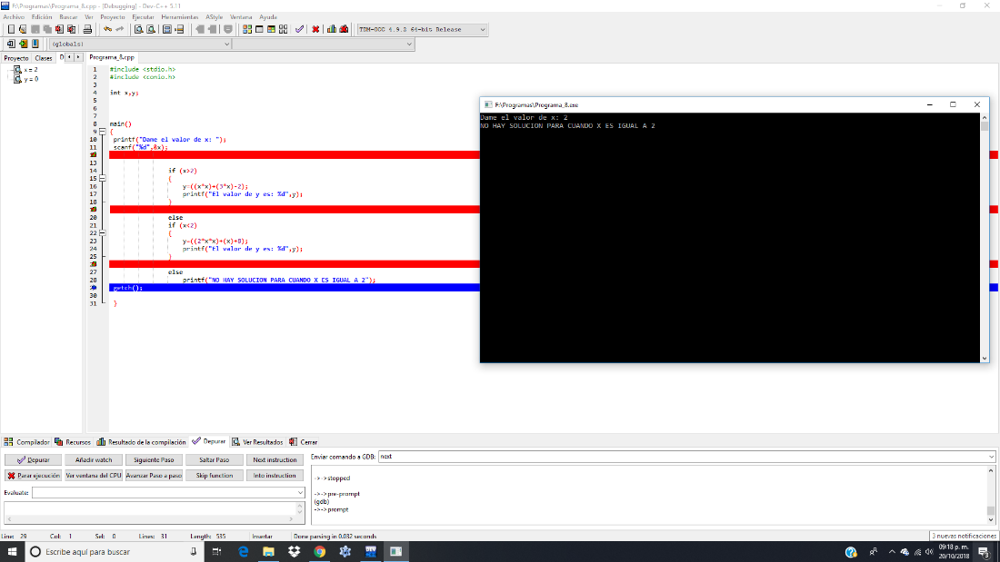 F:\Programas\Programa_8.cpp - [Debugging] - Dev-C++ 5.11
Archivo Edición Buscar Ver Proyecto Ejecutar Herramientas AStyle Ventana Ayuda
TDM-GCC 4.9.2 64-bit Release
(globals)
Proyecto Clases D
Programa_8.cpp
x = 2
y = 0
1 #include <stdio.h>
2 #include <conio.h>
3
4 int x,y;
5
6
7
8 main()
9 {
10 printf("Dame el valor de x: ");
11 scanf("%d",&x);
13
14 if (x>2)
15 {
16 y=((x*x)+(3*x)-2);
17 printf("El valor de y es: %d",y);
18 }
20 else
21 if (x<2)
22 {
23 y=((2*x*x)+(x)+8);
24 printf("El valor de y es: %d",y);
25 }
27 else
28 printf("NO HAY SOLUCION PARA CUANDO X ES IGUAL A 2");
getch();
30
31 }
F:\Programas\Programa_8.exe
Dame el valor de x: 2
NO HAY SOLUCION PARA CUANDO X ES IGUAL A 2
Compilador Recursos Resultado de la compilación Depurar Ver Resultados Cerrar
Depurar Añadir watch Siguiente Paso Saltar Paso Next instruction
Parar ejecución Ver ventana del CPU Avanzar Paso a paso Skip function Into instruction
Evaluate:
Enviar comando a GDB: next
->->stopped
->->pre-prompt
(gdb)
->->prompt
Line: 29 Col: 1 Sel: 0 Lines: 31 Length: 535 Insertar Done parsing in 0.032 seconds
3 nuevas notificaciones
Escribe aquí para buscar
09:18 p. m.
20/10/2018
3